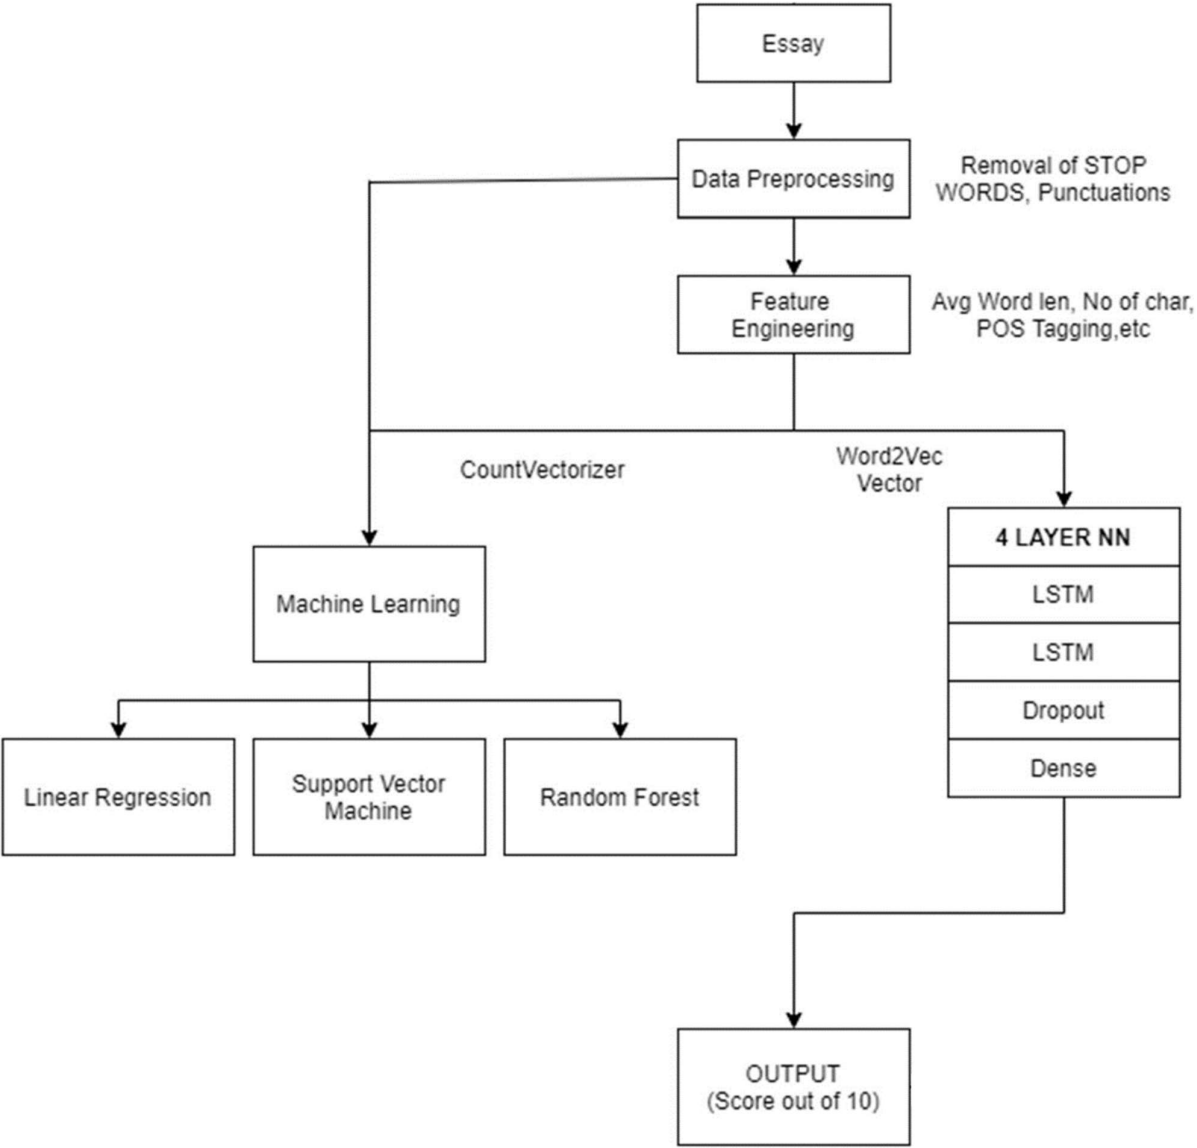 Essay
Data Preprocessing
Removal of STOP
WORDS, Punctuations
Feature
Engineering
Avg Word len, No of char,
POS Tagging,etc
CountVectorizer
Word2Vec
Vector
Machine Learning
4 LAYER NN
LSTM
LSTM
Dropout
Dense
Linear Regression
Support Vector
Machine
Random Forest
OUTPUT
(Score out of 10)